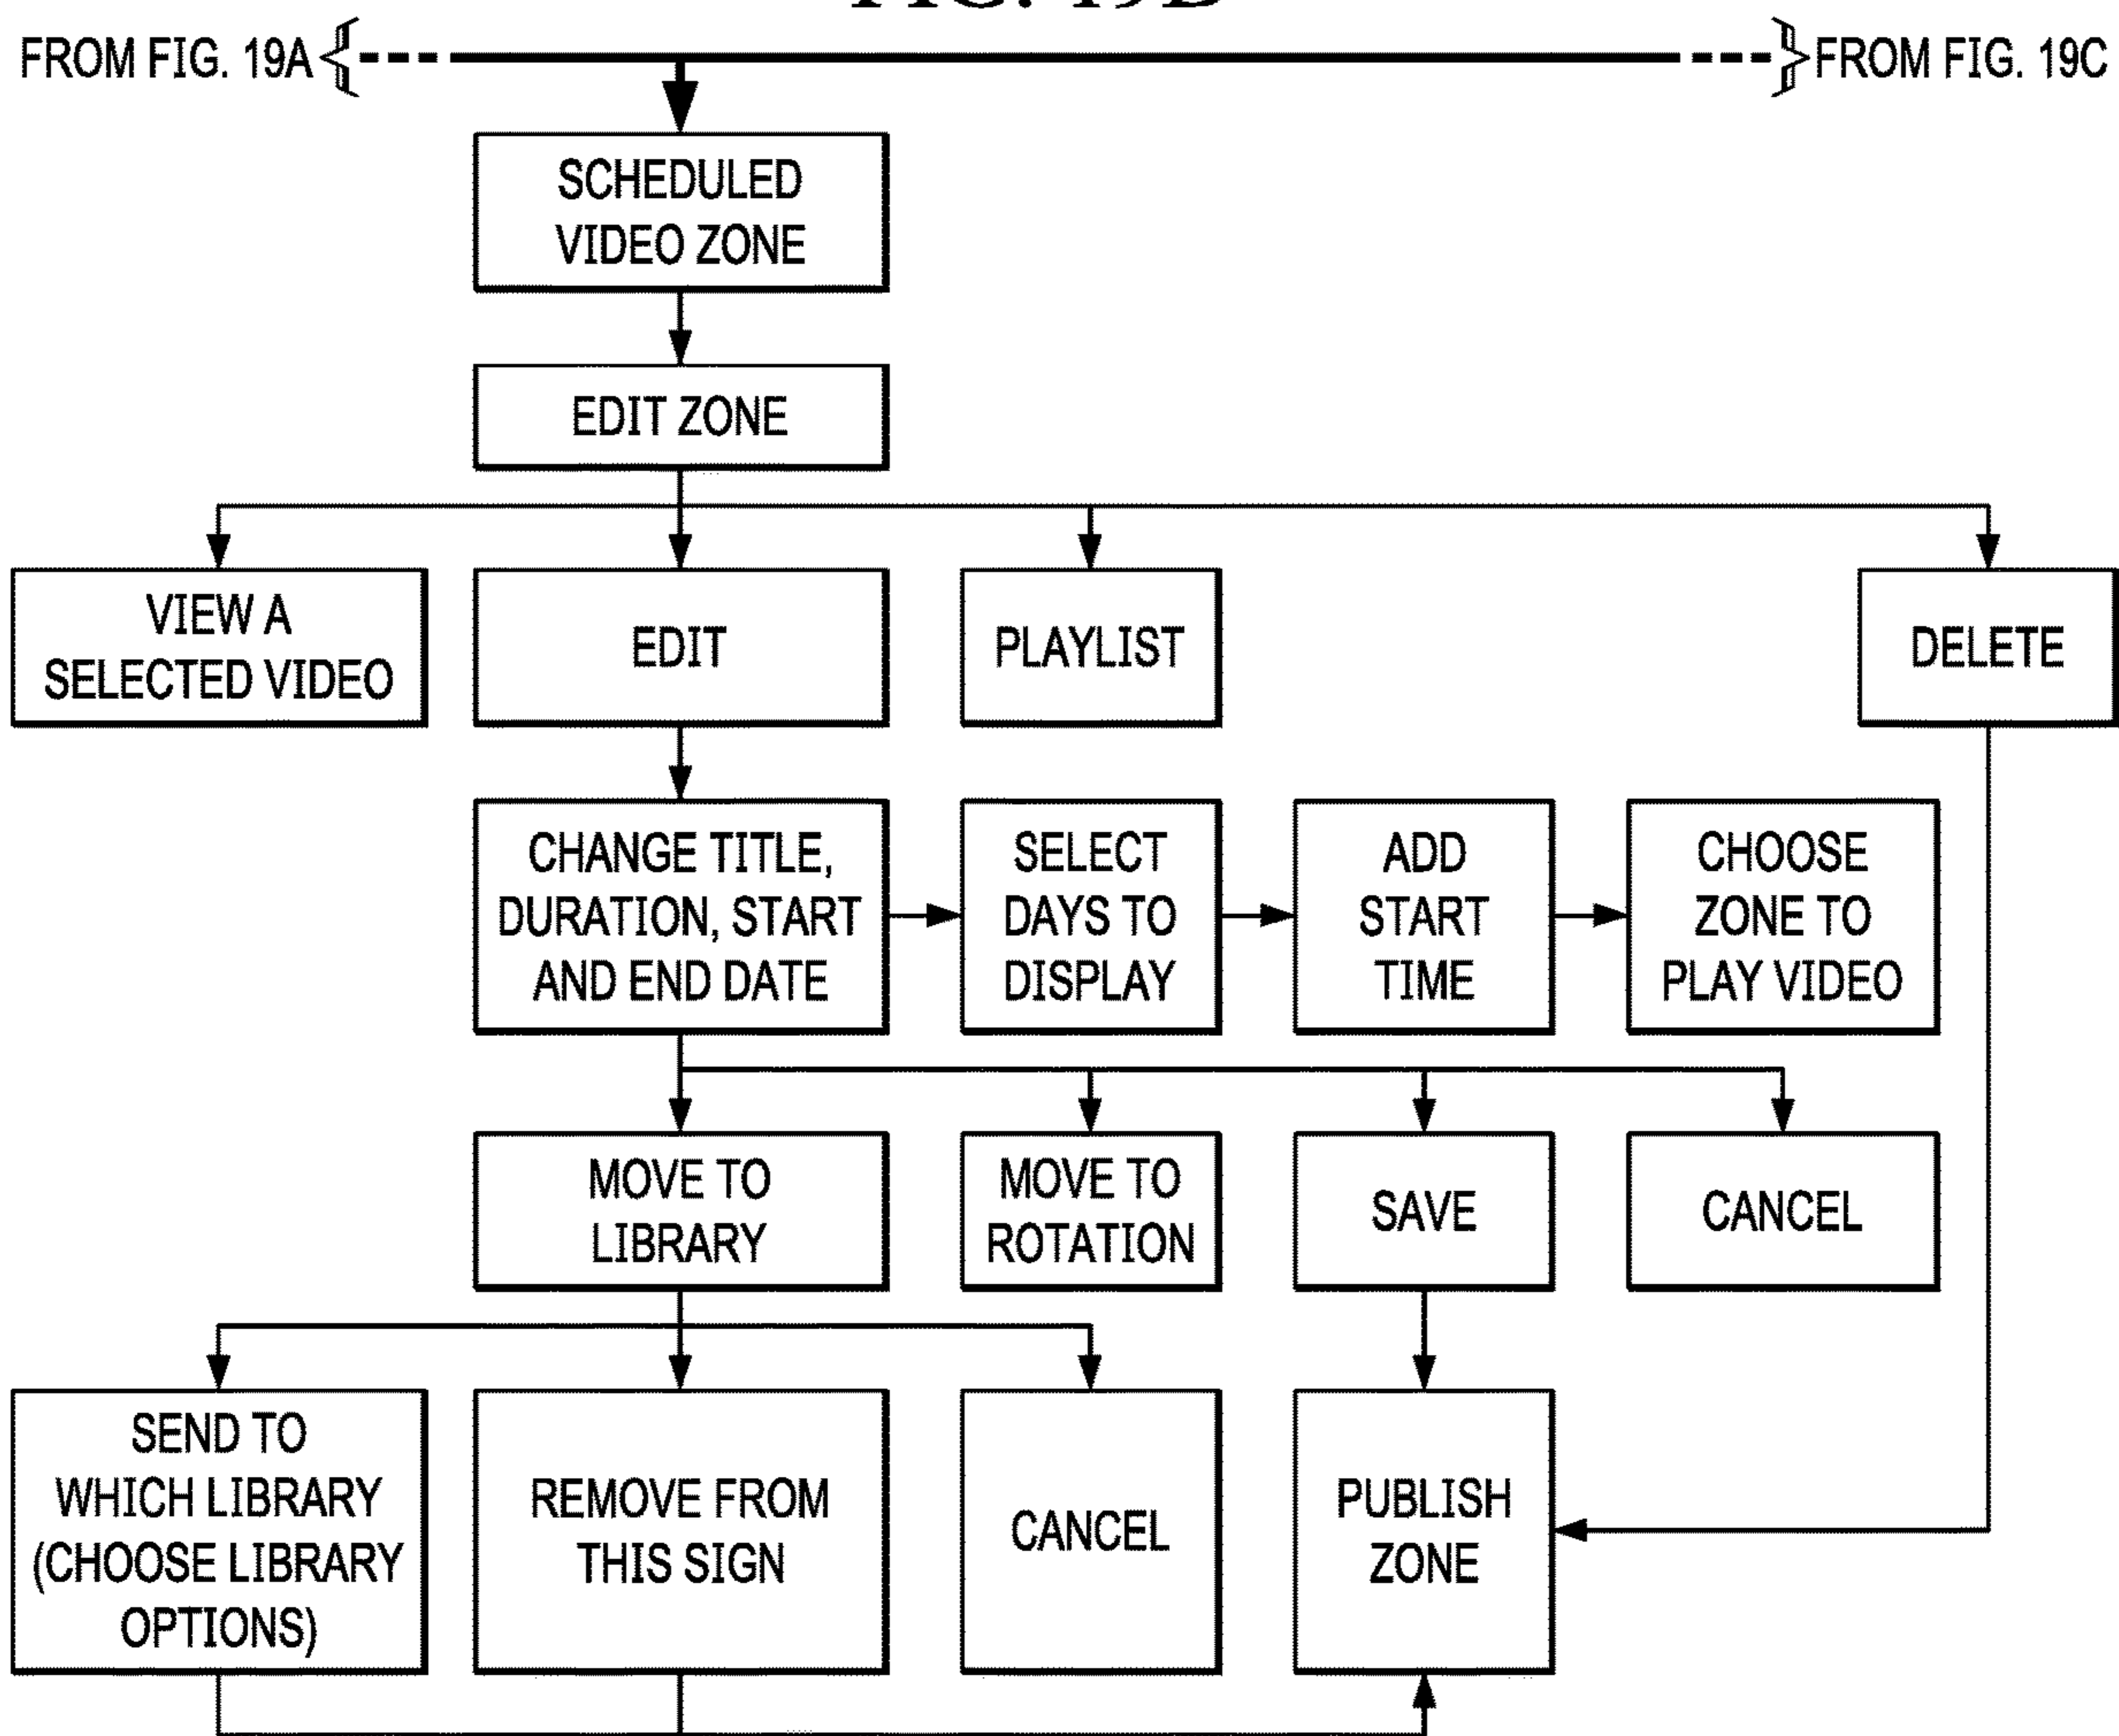 FROM FIG. 19A
FROM FIG. 19C
SCHEDULED
VIDEO ZONE
EDIT ZONE
VIEW A
SELECTED VIDEO
EDIT
PLAYLIST
DELETE
CHANGE TITLE,
DURATION, START
AND END DATE
SELECT
DAYS TO
DISPLAY
ADD
START
TIME
CHOOSE
ZONE TO
PLAY VIDEO
MOVE TO
LIBRARY
MOVE TO
ROTATION
SAVE
CANCEL
SEND TO
WHICH LIBRARY
(CHOOSE LIBRARY
OPTIONS)
REMOVE FROM
THIS SIGN
CANCEL
PUBLISH
ZONE